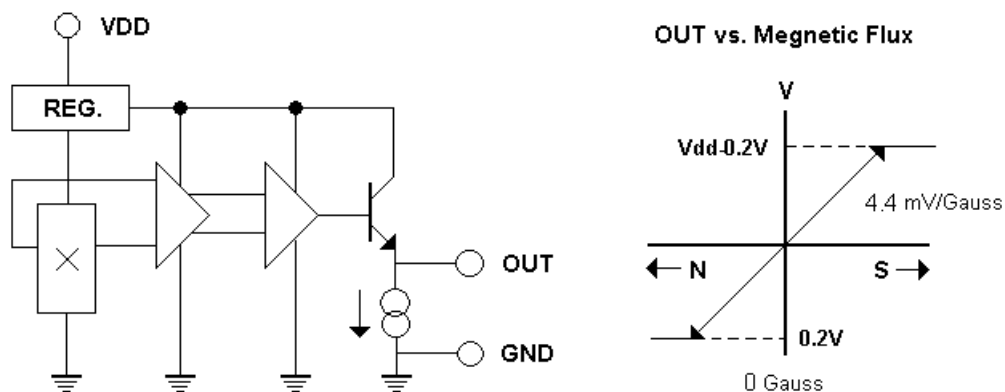 VDD
REG.
OUT
GND
OUT vs. Megnetic Flux
V
Vdd-0.2V
4.4 mV/Gauss
N
S
0.2V
0 Gauss